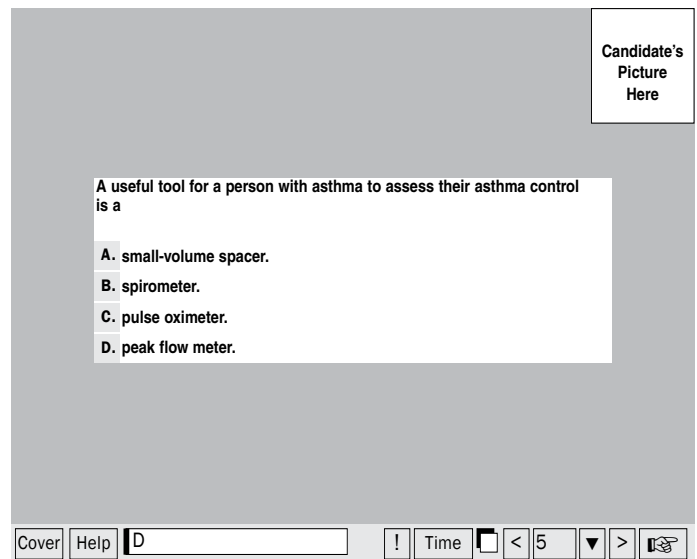 Candidate's
Picture
Here
A useful tool for a person with asthma to assess their asthma control
is a
A. small-volume spacer.
B. spirometer.
C. pulse oximeter.
D. peak flow meter.
Cover Help D ! Time < 5 ▼ > ☞